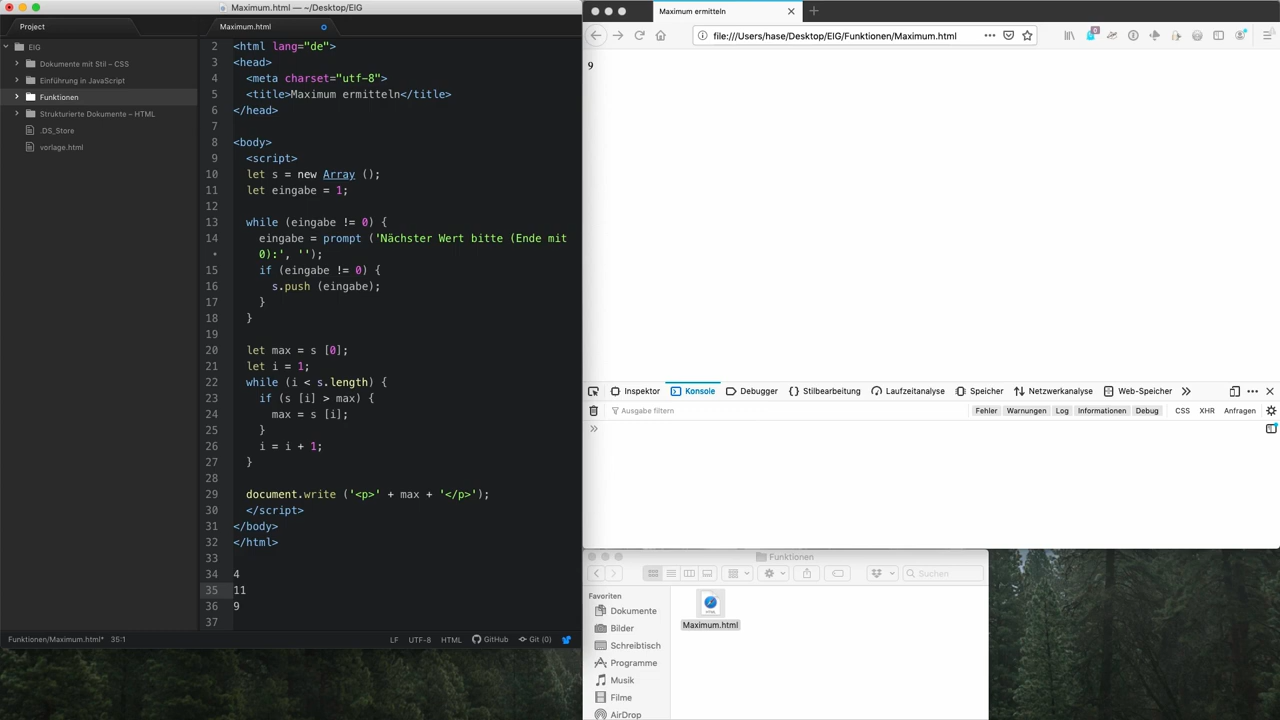 Maximum.html — ~/Desktop/EIG
Project
Maximum.html
EIG
Dokumente mit Stil – CSS
Einführung in JavaScript
Funktionen
Strukturierte Dokumente – HTML
.DS_Store
vorlage.html
2 <html lang="de">
3 <head>
4 <meta charset="utf-8">
5 <title>Maximum ermitteln</title>
6 </head>
7
8 <body>
9 <script>
10 let s = new Array ();
11 let eingabe = 1;
12
13 while (eingabe != 0) {
14 eingabe = prompt ('Nächster Wert bitte (Ende mit
• 0):', '');
15 if (eingabe != 0) {
16 s.push (eingabe);
17 }
18 }
19
20 let max = s [0];
21 let i = 1;
22 while (i < s.length) {
23 if (s [i] > max) {
24 max = s [i];
25 }
26 i = i + 1;
27 }
28
29 document.write ('<p>' + max + '</p>');
30 </script>
31 </body>
32 </html>
33
34 4
35 11
36 9
37
Funktionen/Maximum.html* 35:1
LF UTF-8 HTML GitHub Git (0)
Maximum ermitteln
file:///Users/hase/Desktop/EIG/Funktionen/Maximum.html
0
9
Inspektor Konsole Debugger Stilbearbeitung Laufzeitanalyse Speicher Netzwerkanalyse Web-Speicher
Ausgabe filtern
Fehler Warnungen Log Informationen Debug CSS XHR Anfragen
Funktionen
Suchen
Favoriten
Dokumente
Bilder
Schreibtisch
Programme
Musik
Filme
AirDrop
Maximum.html